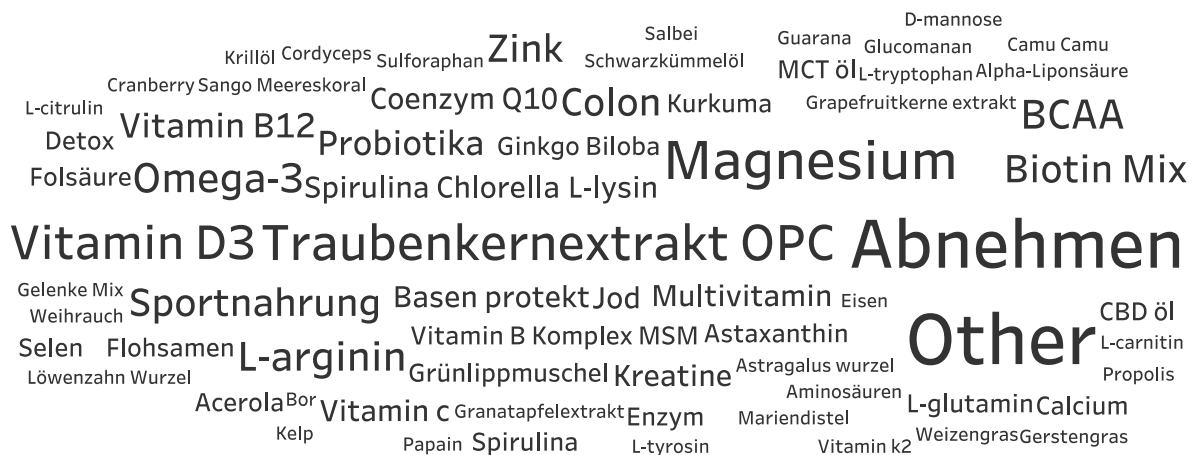 D-mannose
Krillöl Cordyceps Sulforaphan Zink Salbei Guarana Glucomanan Camu Camu
Schwarzkümmelöl MCT öl L-tryptophan Alpha-Liponsäure
Cranberry Sango Meereskoral
L-citrulin Coenzym Q10 Colon Kurkuma Grapefruitkerne extrakt BCAA
Detox Vitamin B12 Probiotika Ginkgo Biloba Magnesium Biotin Mix
Folsäure Omega-3 Spirulina Chlorella L-lysin
Vitamin D3 Traubenkernextrakt OPC Abnehmen
Gelenke Mix Sportnahrung Basen protekt Jod Multivitamin Eisen
Weihrauch CBD öl
Vitamin B Komplex MSM Astaxanthin Other L-carnitin
Selen Flohsamen L-arginin
Löwenzahn Wurzel Grünlippmuschel Kreatine Astragalus wurzel Propolis
Aminosäuren
Acerola Bor Vitamin c Granatapfelextrakt Enzym Mariendistel L-glutamin Calcium
Kelp Papain Spirulina L-tyrosin Vitamin k2 Weizengras Gerstengras